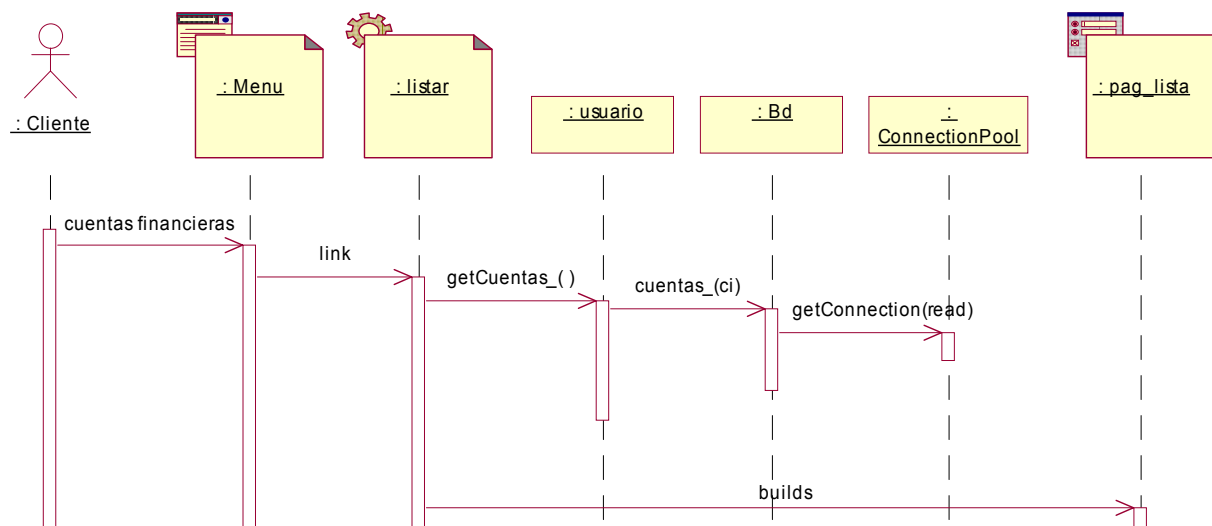 : Cliente
: Menu
: listar
: usuario
: Bd
:
ConnectionPool
: pag_lista
cuentas financieras
link
getCuentas_( )
cuentas_(ci)
getConnection(read)
builds